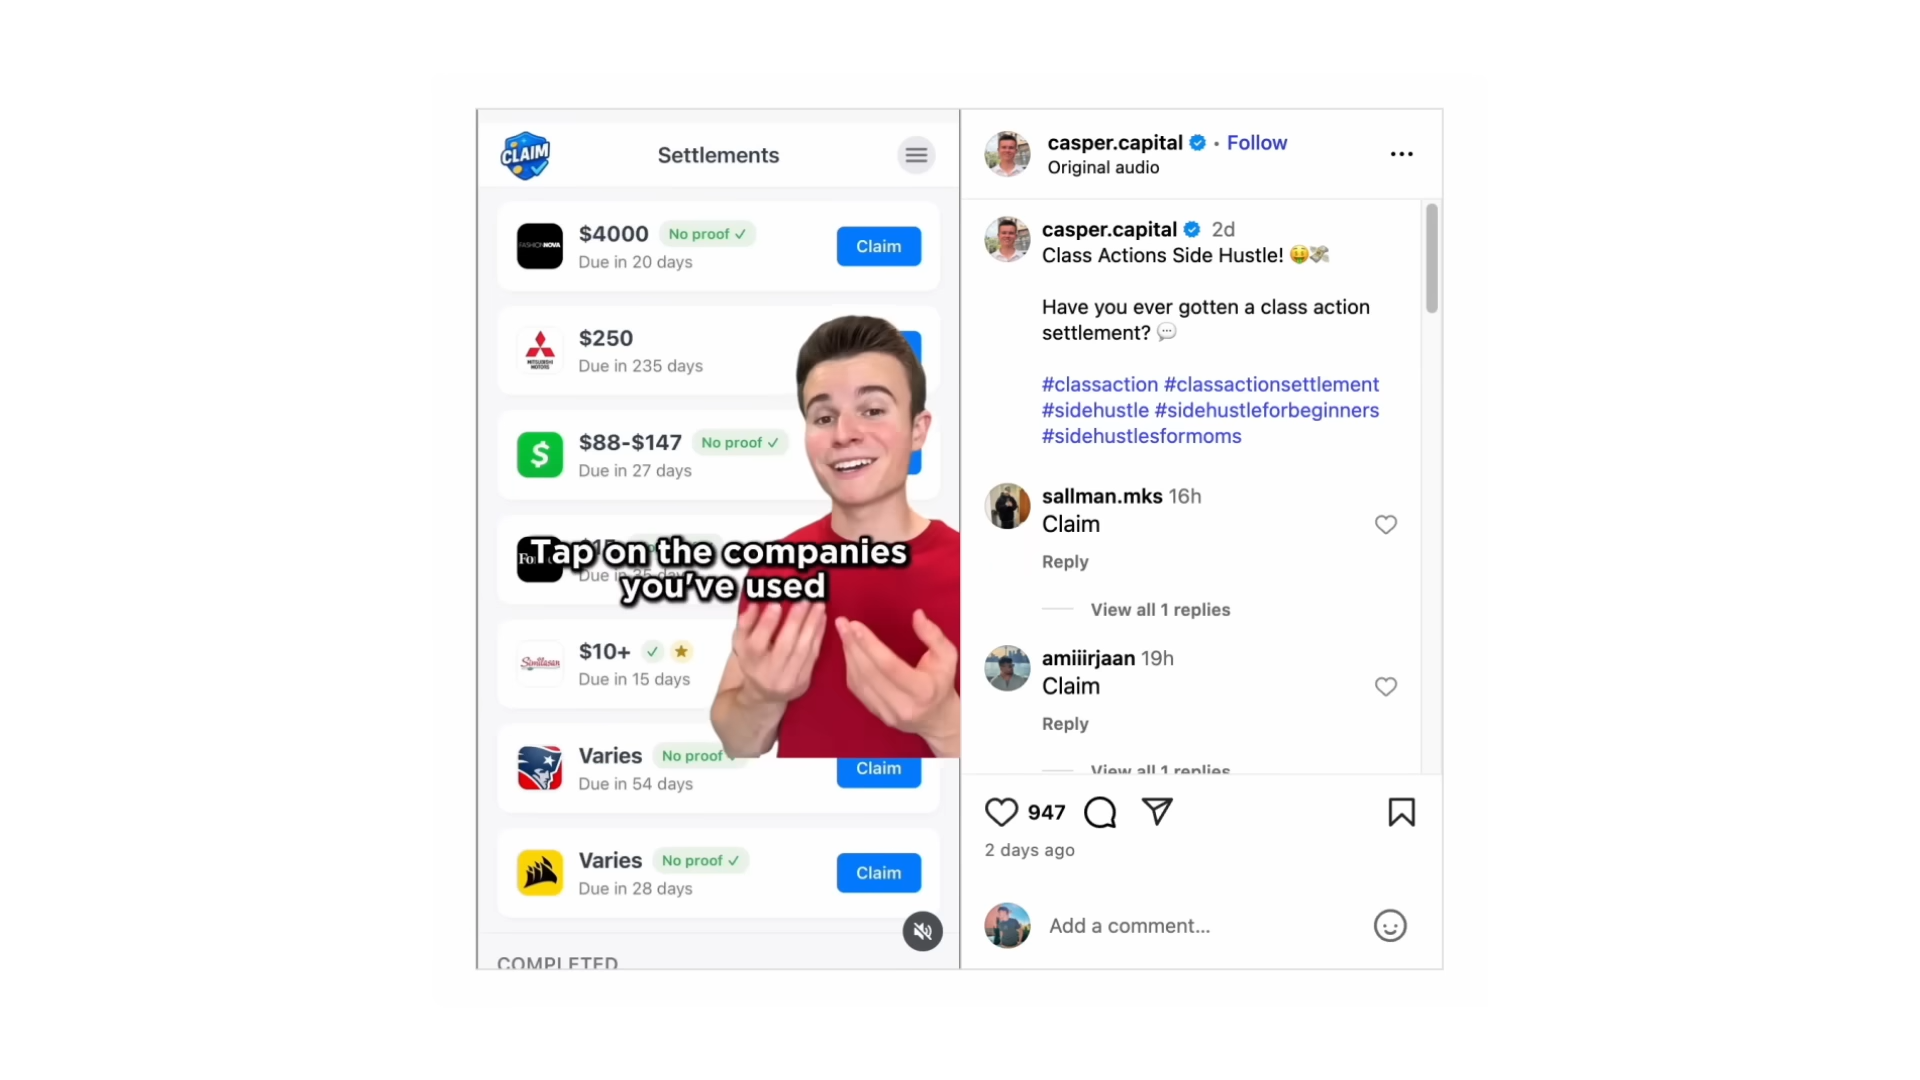 CLAIM
Settlements
FASHIONNOVA
$4000 No proof ✓
Due in 20 days
Claim
MITSUBISHI
MOTORS
$250
Due in 235 days
$
$88-$147 No proof ✓
Due in 27 days
Tap on the companies
you've used
Similasan
$10+
Due in 15 days
Varies No proof
Due in 54 days
Claim
Varies No proof ✓
Due in 28 days
Claim
COMPLETED
casper.capital • Follow
Original audio
casper.capital 2d
Class Actions Side Hustle! 🤑💸
Have you ever gotten a class action
settlement? 💬
#classaction #classactionsettlement
#sidehustle #sidehustleforbeginners
#sidehustlesformoms
sallman.mks 16h
Claim
Reply
View all 1 replies
amiiirjaan 19h
Claim
Reply
View all 1 replies
947
2 days ago
Add a comment...